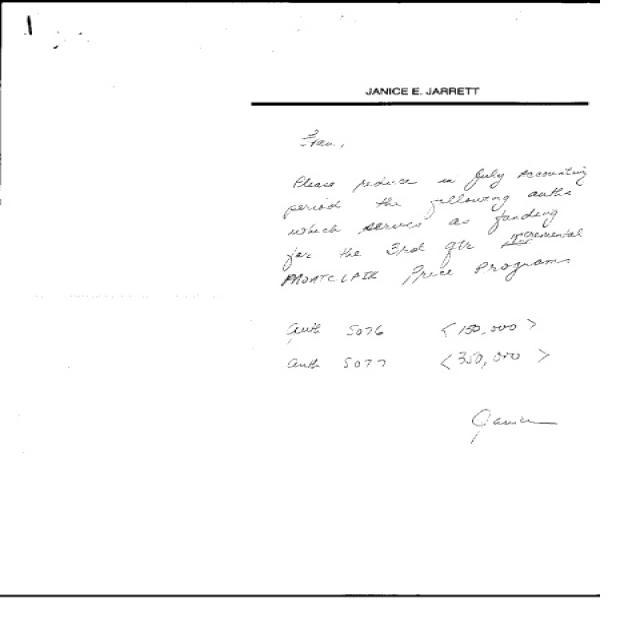 JANICE E. JARRETT
Fran,
Please reduce in July accounting
period the following auths
which serves as funding
for the 3rd qtr incremental
MONTCLAIR Price Program
Auth 5076 <150,000>
Auth 5077 <350,000>
Janice